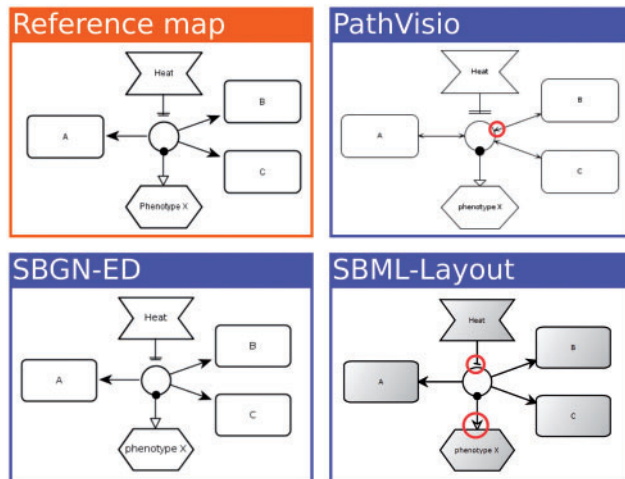 Reference map
Heat
B
A
C
Phenotype X
PathVisio
Heat
B
A
C
phenotype X
SBGN-ED
Heat
B
A
C
phenotype X
SBML-Layout
Heat
B
A
C
phenotype X